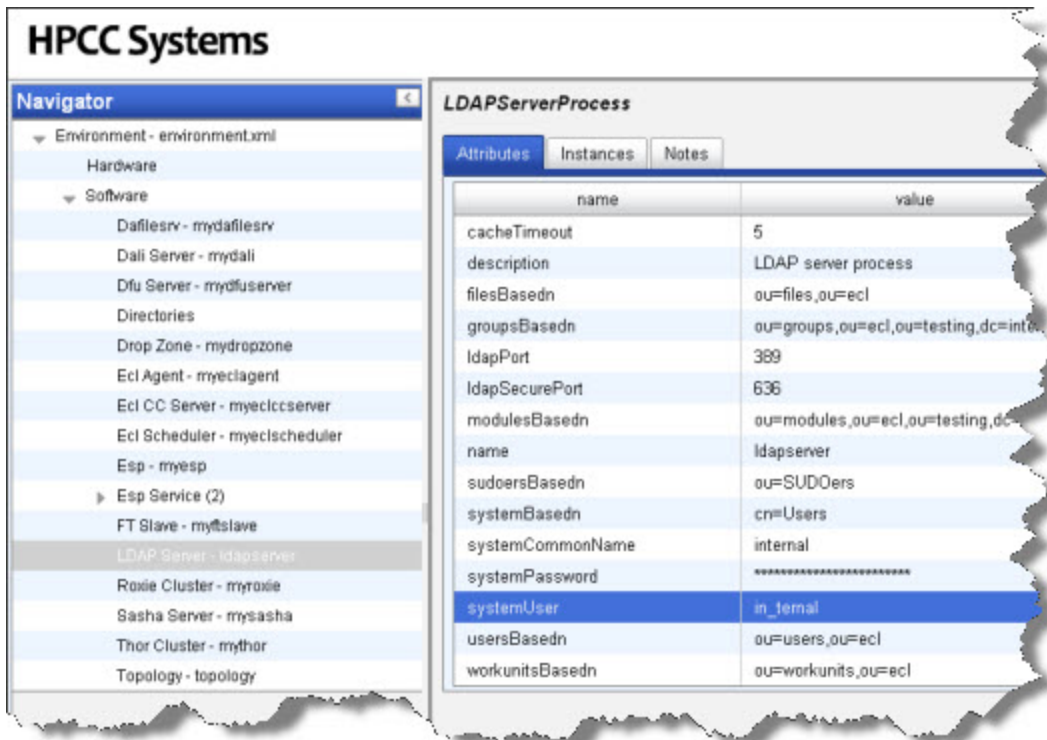 HPCC Systems
Navigator
Environment - environment.xml
Hardware
Software
Dafilesrv - mydafilesrv
Dali Server - mydali
Dfu Server - mydfuserver
Directories
Drop Zone - mydropzone
Ecl Agent - myeclagent
Ecl CC Server - myeclccserver
Ecl Scheduler - myeclscheduler
Esp - myesp
Esp Service (2)
FT Slave - myftslave
LDAP Server - ldapserver
Roxie Cluster - myroxie
Sasha Server - mysasha
Thor Cluster - mythor
Topology - topology
LDAPServerProcess
Attributes Instances Notes
name value
cacheTimeout 5
description LDAP server process
filesBasedn ou=files,ou=ecl
groupsBasedn ou=groups,ou=ecl,ou=testing,dc=inte
ldapPort 389
ldapSecurePort 636
modulesBasedn ou=modules,ou=ecl,ou=testing,dc=
name ldapserver
sudoersBasedn ou=SUDOers
systemBasedn cn=Users
systemCommonName internal
systemPassword ************************
systemUser in_ternal
usersBasedn ou=users,ou=ecl
workunitsBasedn ou=workunits,ou=ecl